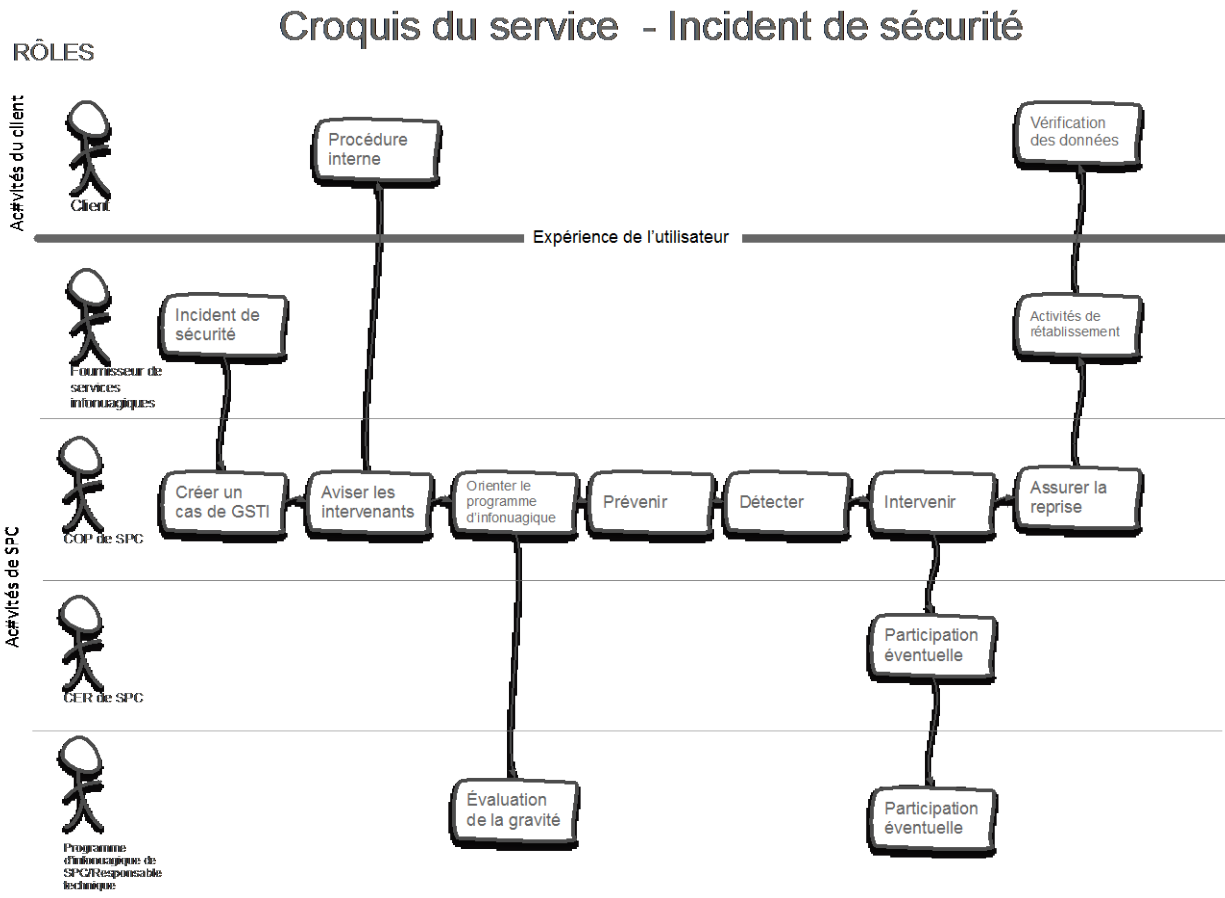 Croquis du service - Incident de sécurité
RÔLES
Ac#vités du client
Client
Procédure
interne
Vérification
des données
Expérience de l'utilisateur
Fournisseur de
services
infonuagiques
Incident de
sécurité
Activités de
rétablissement
Ac#vités de SPC
COP de SPC
Créer un
cas de GSTI
Aviser les
intervenants
Orienter le
programme
d'infonuagique
Prévenir
Détecter
Intervenir
Assurer la
reprise
CER de SPC
Participation
éventuelle
Programme
d'infonuagique de
SPC/Responsable
technique
Évaluation
de la gravité
Participation
éventuelle